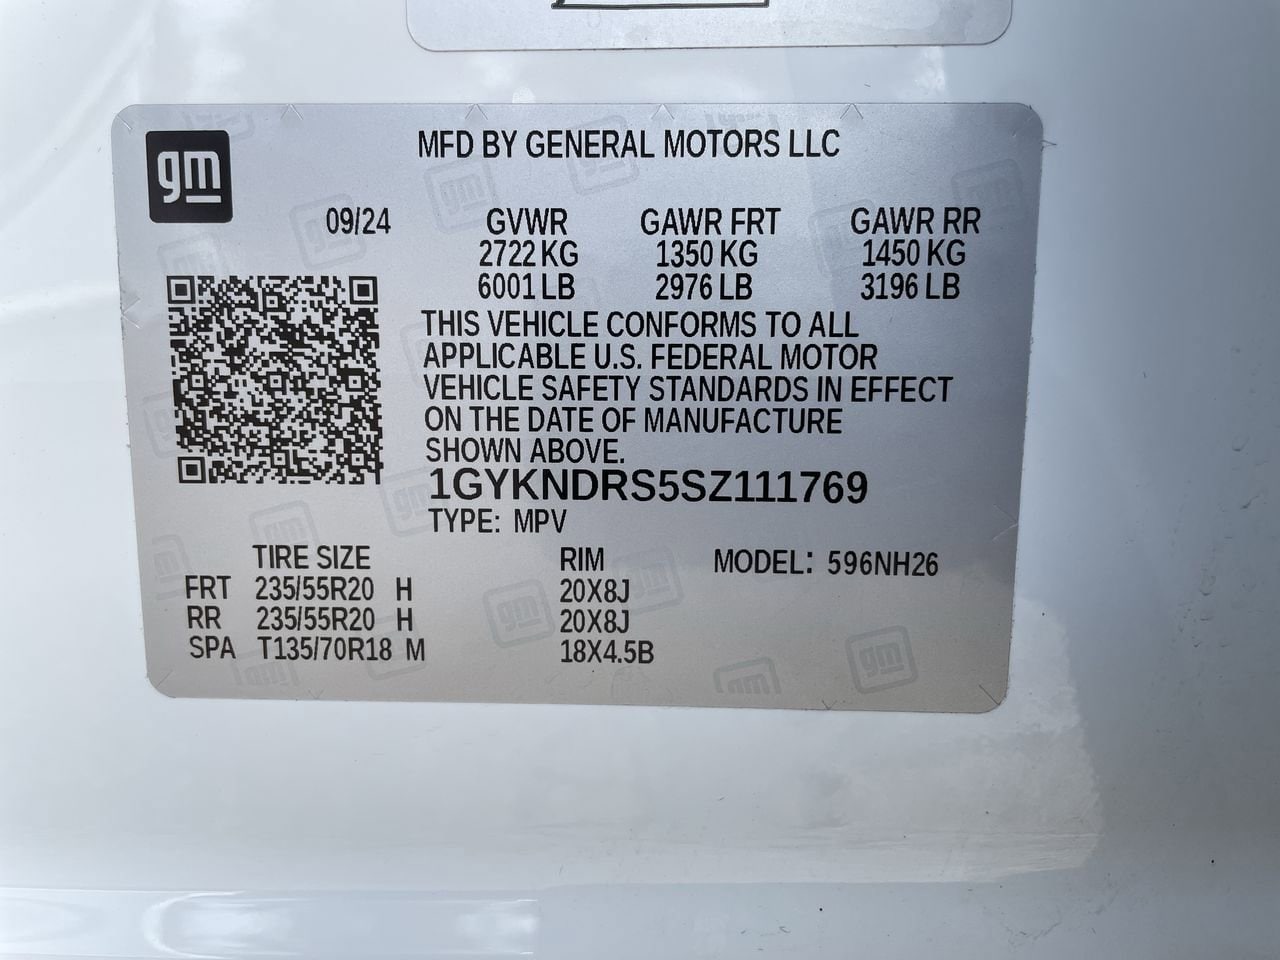 gm
MFD BY GENERAL MOTORS LLC
09/24
GVWR GAWR FRT GAWR RR
2722 KG 1350 KG 1450 KG
6001 LB 2976 LB 3196 LB
THIS VEHICLE CONFORMS TO ALL
APPLICABLE U.S. FEDERAL MOTOR
VEHICLE SAFETY STANDARDS IN EFFECT
ON THE DATE OF MANUFACTURE
SHOWN ABOVE.
1GYKNDRS5SZ111769
TYPE: MPV
TIRE SIZE RIM MODEL: 596NH26
FRT 235/55R20 H 20X8J
RR 235/55R20 H 20X8J
SPA T135/70R18 M 18X4.5B